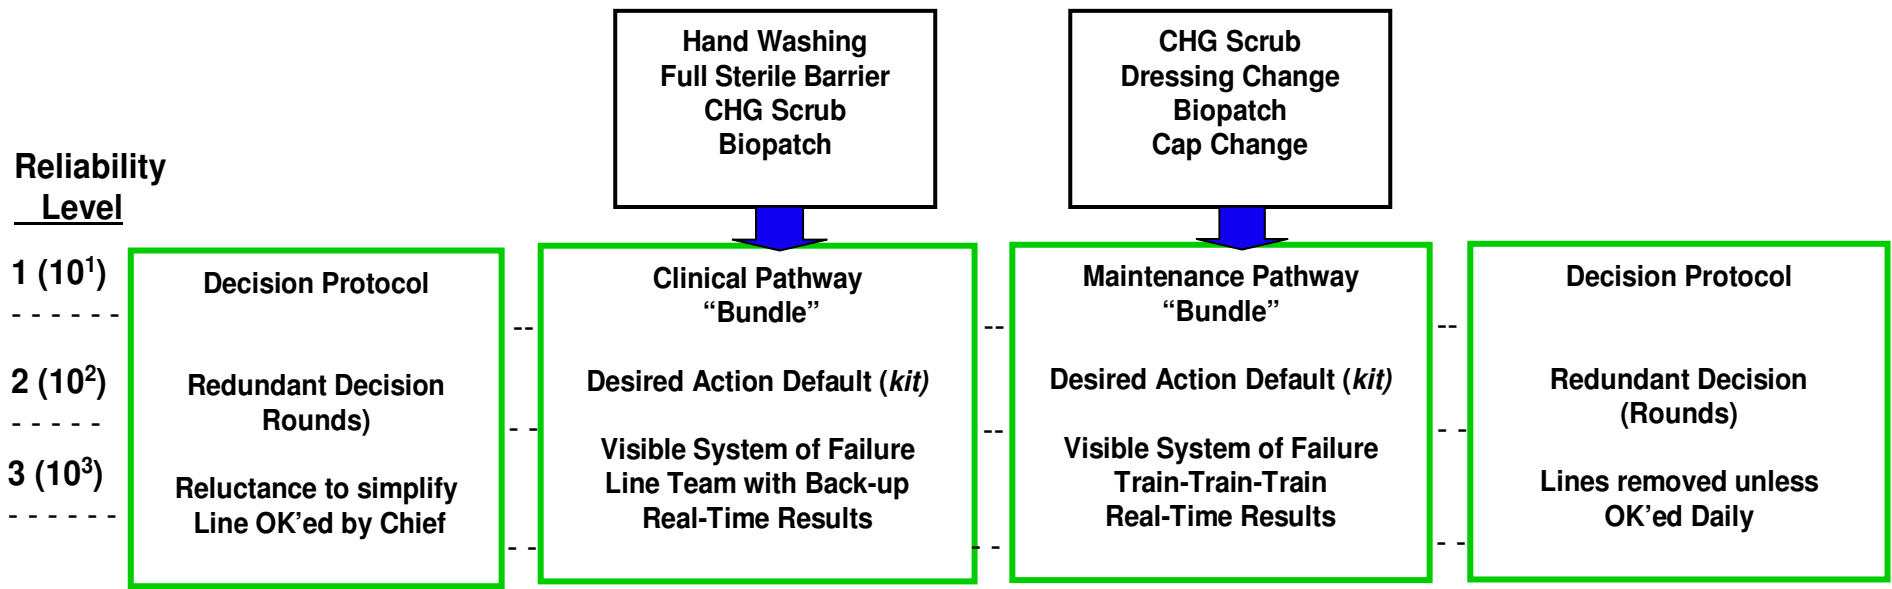 Hand Washing
Full Sterile Barrier
CHG Scrub
Biopatch
CHG Scrub
Dressing Change
Biopatch
Cap Change
Reliability
Level
1 (10¹)
2 (10²)
3 (10³)
Decision Protocol
Redundant Decision
Rounds)
Reluctance to simplify
Line OK’ed by Chief
Clinical Pathway
“Bundle”
Desired Action Default (kit)
Visible System of Failure
Line Team with Back-up
Real-Time Results
Maintenance Pathway
“Bundle”
Desired Action Default (kit)
Visible System of Failure
Train-Train-Train
Real-Time Results
Decision Protocol
Redundant Decision
(Rounds)
Lines removed unless
OK’ed Daily